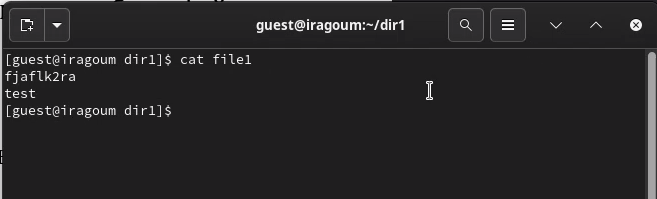 guest@iragoum:~/dir1
[guest@iragoum dir1]$ cat file1
fjaflk2ra
test
[guest@iragoum dir1]$